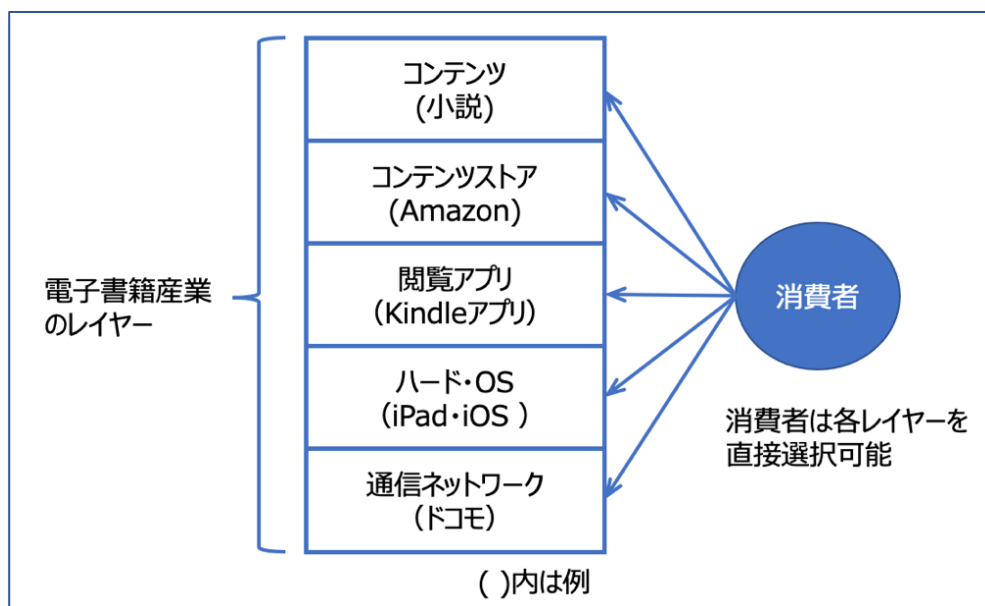 コンテンツ
(小説)
コンテンツストア
(Amazon)
閲覧アプリ
(Kindleアプリ)
ハード・OS
(iPad・iOS )
通信ネットワーク
(ドコモ)
電子書籍産業
のレイヤー
消費者
消費者は各レイヤーを
直接選択可能
( )内は例